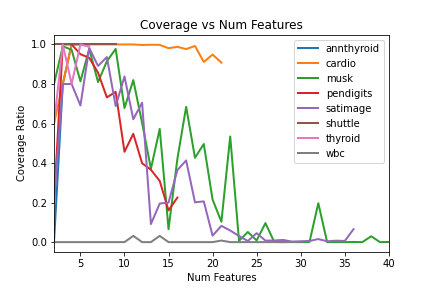 Coverage vs Num Features
Coverage Ratio
1.0
0.8
0.6
0.4
0.2
0.0
annthyroid
cardio
musk
pendigits
satimage
shuttle
thyroid
wbc
5 10 15 20 25 30 35 40
Num Features